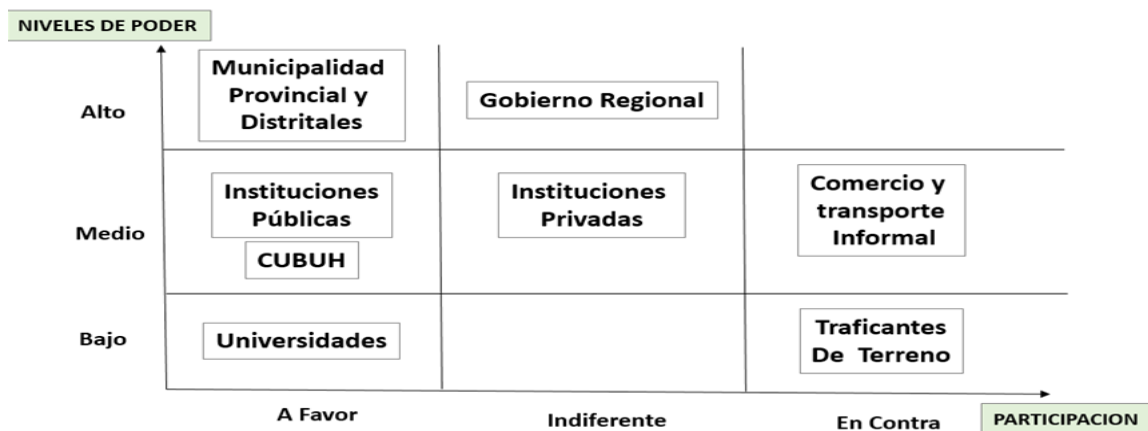 NIVELES DE PODER
Alto
Municipalidad
Provincial y
Distritales
Gobierno Regional
Medio
Instituciones
Públicas
CUBUH
Instituciones
Privadas
Comercio y
transporte
Informal
Bajo
Universidades
Traficantes
De Terreno
A Favor
Indiferente
En Contra
PARTICIPACION